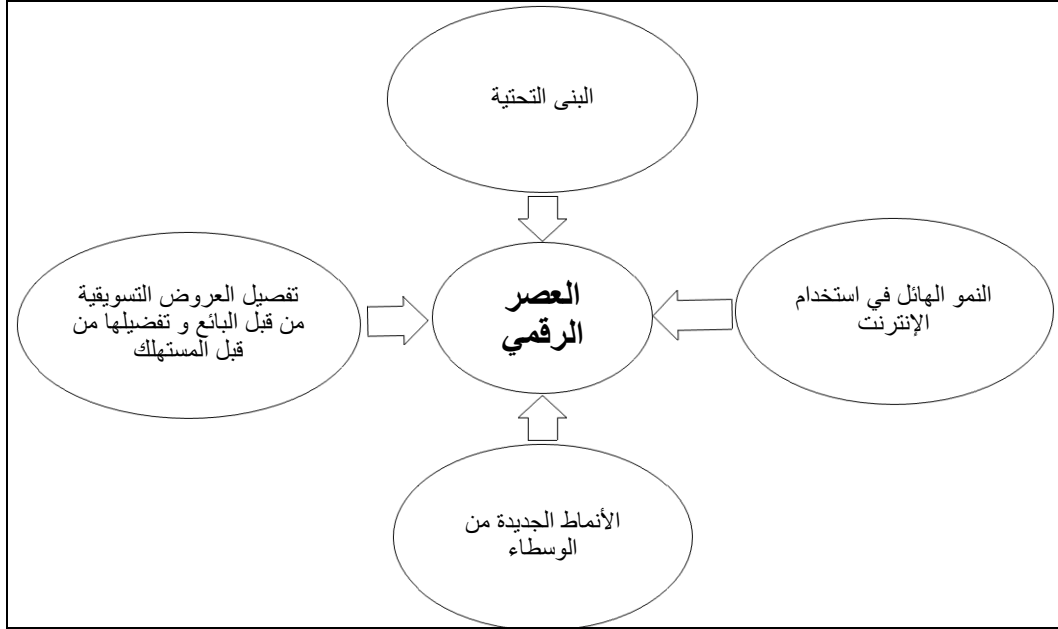 البنى التحتية
النمو الهائل في استخدام
الإنترنت
العصر
الرقمي
تفصيل العروض التسويقية
من قبل البائع و تفضيلها من
قبل المستهلك
الأنماط الجديدة من
الوسطاء